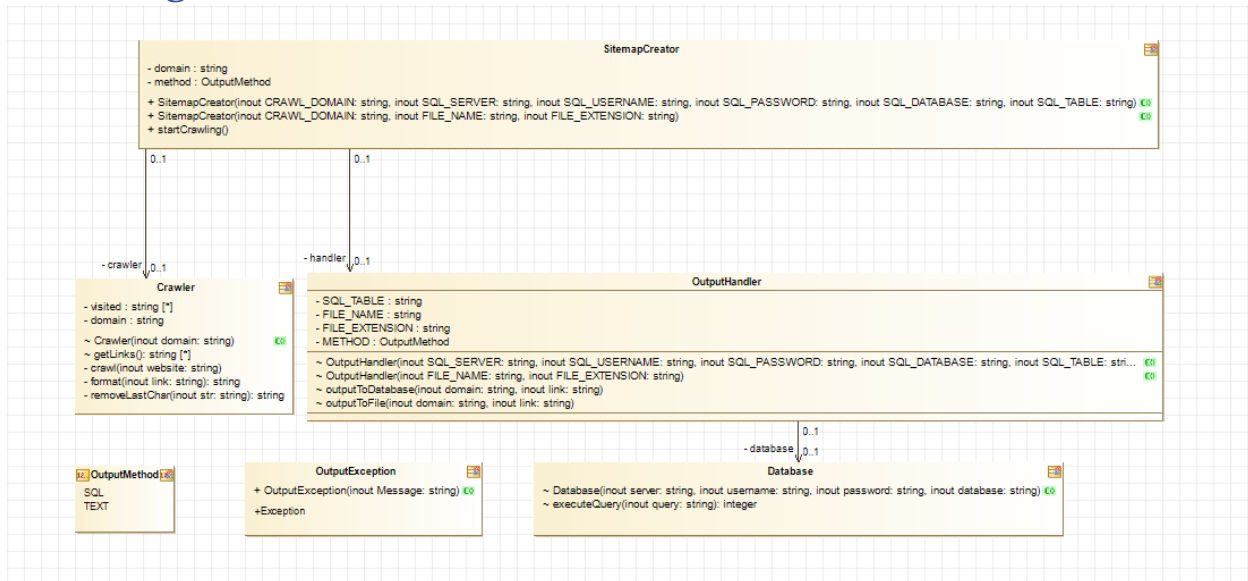 SitemapCreator
- domain : string
- method : OutputMethod
+ SitemapCreator(inout CRAWL_DOMAIN: string, inout SQL_SERVER: string, inout SQL_USERNAME: string, inout SQL_PASSWORD: string, inout SQL_DATABASE: string, inout SQL_TABLE: string)
+ SitemapCreator(inout CRAWL_DOMAIN: string, inout FILE_NAME: string, inout FILE_EXTENSION: string)
+ startCrawling()
0..1
0..1
- crawler
0..1
- handler
0..1
Crawler
- visited : string [*]
- domain : string
~ Crawler(inout domain: string)
~ getLinks(): string [*]
- crawl(inout website: string)
- format(inout link: string): string
- removeLastChar(inout str: string): string
OutputHandler
- SQL_TABLE : string
- FILE_NAME : string
- FILE_EXTENSION : string
- METHOD : OutputMethod
~ OutputHandler(inout SQL_SERVER: string, inout SQL_USERNAME: string, inout SQL_PASSWORD: string, inout SQL_DATABASE: string, inout SQL_TABLE: stri...
~ OutputHandler(inout FILE_NAME: string, inout FILE_EXTENSION: string)
~ outputToDatabase(inout domain: string, inout link: string)
~ outputToFile(inout domain: string, inout link: string)
0..1
- database
0..1
OutputMethod
SQL
TEXT
OutputException
+ OutputException(inout Message: string)
+Exception
Database
~ Database(inout server: string, inout username: string, inout password: string, inout database: string)
~ executeQuery(inout query: string): integer